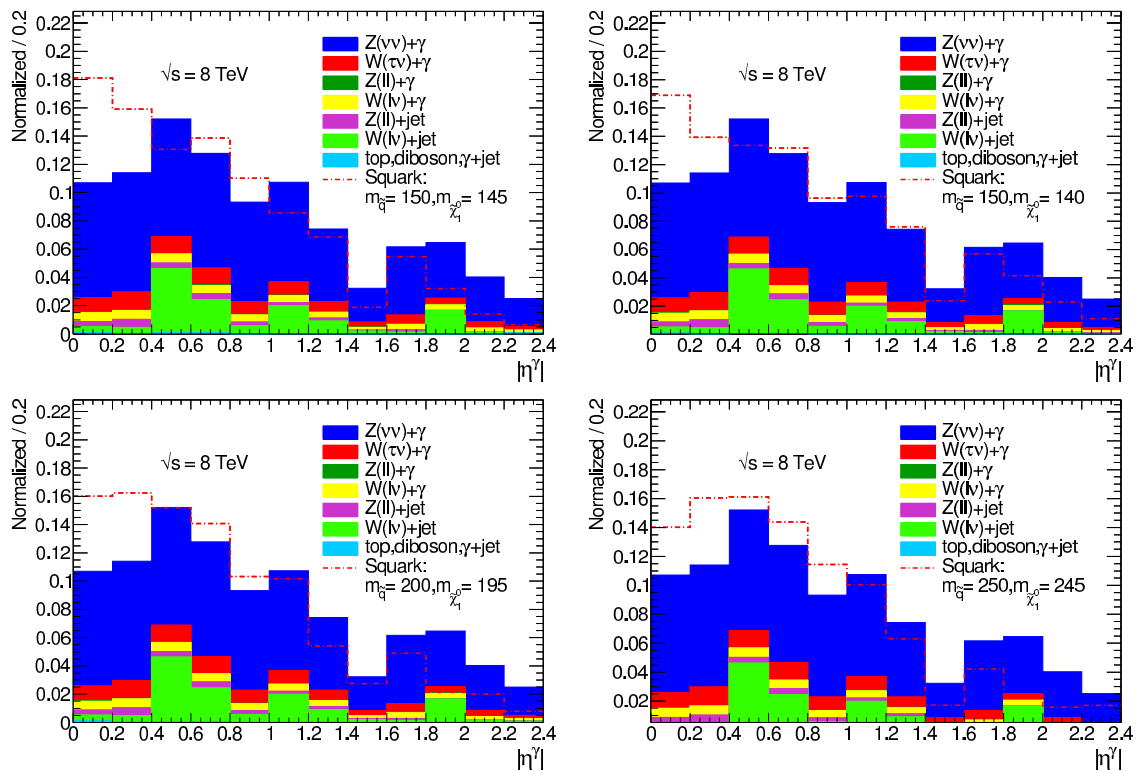 Normalized / 0.2
0.22
0.2
0.18
0.16
0.14
0.12
0.1
0.08
0.06
0.04
0.02
0
√s = 8 TeV
Z(νν)+γ
W(τν)+γ
Z(ll)+γ
W(lν)+γ
Z(ll)+jet
W(lν)+jet
top,diboson,γ+jet
Squark:
m_q̃= 150,m_χ̃₁⁰= 145
0 0.2 0.4 0.6 0.8 1 1.2 1.4 1.6 1.8 2 2.2 2.4
|η^γ|
Normalized / 0.2
0.22
0.2
0.18
0.16
0.14
0.12
0.1
0.08
0.06
0.04
0.02
0
√s = 8 TeV
Z(νν)+γ
W(τν)+γ
Z(ll)+γ
W(lν)+γ
Z(ll)+jet
W(lν)+jet
top,diboson,γ+jet
Squark:
m_q̃= 150,m_χ̃₁⁰= 140
0 0.2 0.4 0.6 0.8 1 1.2 1.4 1.6 1.8 2 2.2 2.4
|η^γ|
Normalized / 0.2
0.22
0.2
0.18
0.16
0.14
0.12
0.1
0.08
0.06
0.04
0.02
0
√s = 8 TeV
Z(νν)+γ
W(τν)+γ
Z(ll)+γ
W(lν)+γ
Z(ll)+jet
W(lν)+jet
top,diboson,γ+jet
Squark:
m_q̃= 200,m_χ̃₁⁰= 195
0 0.2 0.4 0.6 0.8 1 1.2 1.4 1.6 1.8 2 2.2 2.4
|η^γ|
Normalized / 0.2
0.22
0.2
0.18
0.16
0.14
0.12
0.1
0.08
0.06
0.04
0.02
√s = 8 TeV
Z(νν)+γ
W(τν)+γ
Z(ll)+γ
W(lν)+γ
Z(ll)+jet
W(lν)+jet
top,diboson,γ+jet
Squark:
m_q̃= 250,m_χ̃₁⁰= 245
0 0.2 0.4 0.6 0.8 1 1.2 1.4 1.6 1.8 2 2.2 2.4
|η^γ|